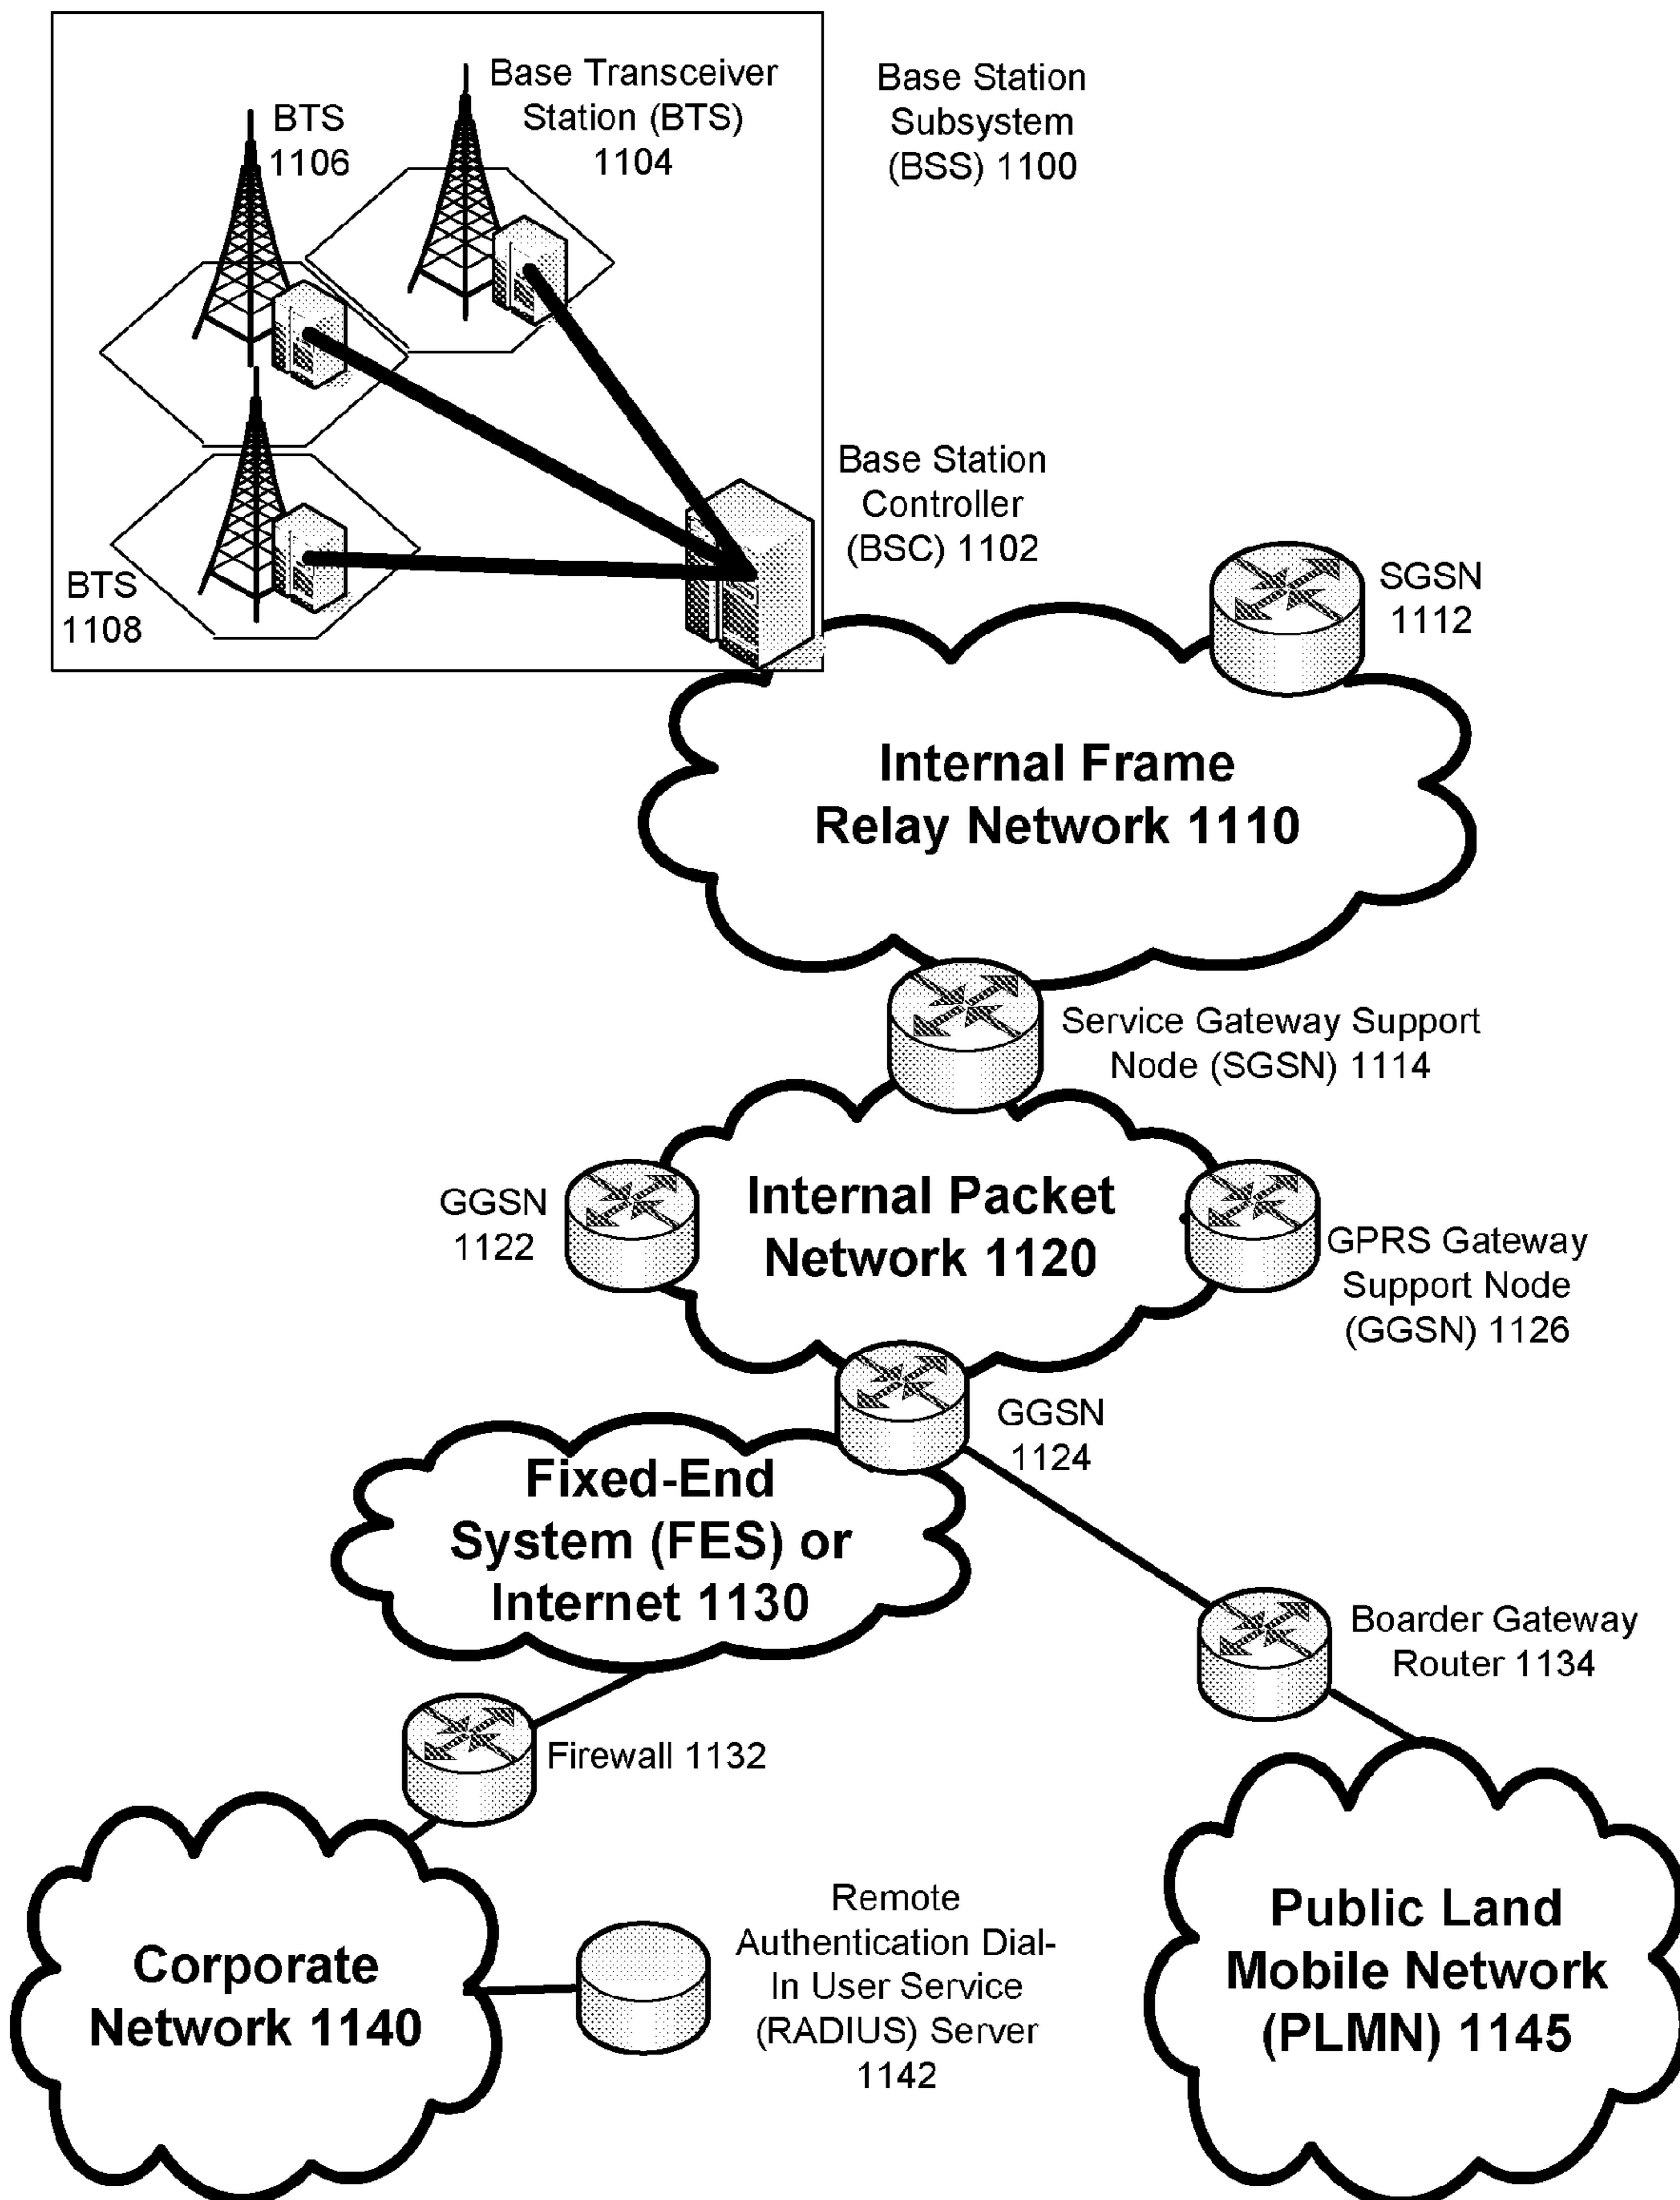 Base Transceiver
Station (BTS)
1104
BTS
1106
Base Station
Subsystem
(BSS) 1100
Base Station
Controller
(BSC) 1102
BTS
1108
SGSN
1112
Internal Frame
Relay Network 1110
Service Gateway Support
Node (SGSN) 1114
GGSN
1122
Internal Packet
Network 1120
GPRS Gateway
Support Node
(GGSN) 1126
GGSN
1124
Fixed-End
System (FES) or
Internet 1130
Boarder Gateway
Router 1134
Firewall 1132
Remote
Authentication Dial-
In User Service
(RADIUS) Server
1142
Corporate
Network 1140
Public Land
Mobile Network
(PLMN) 1145